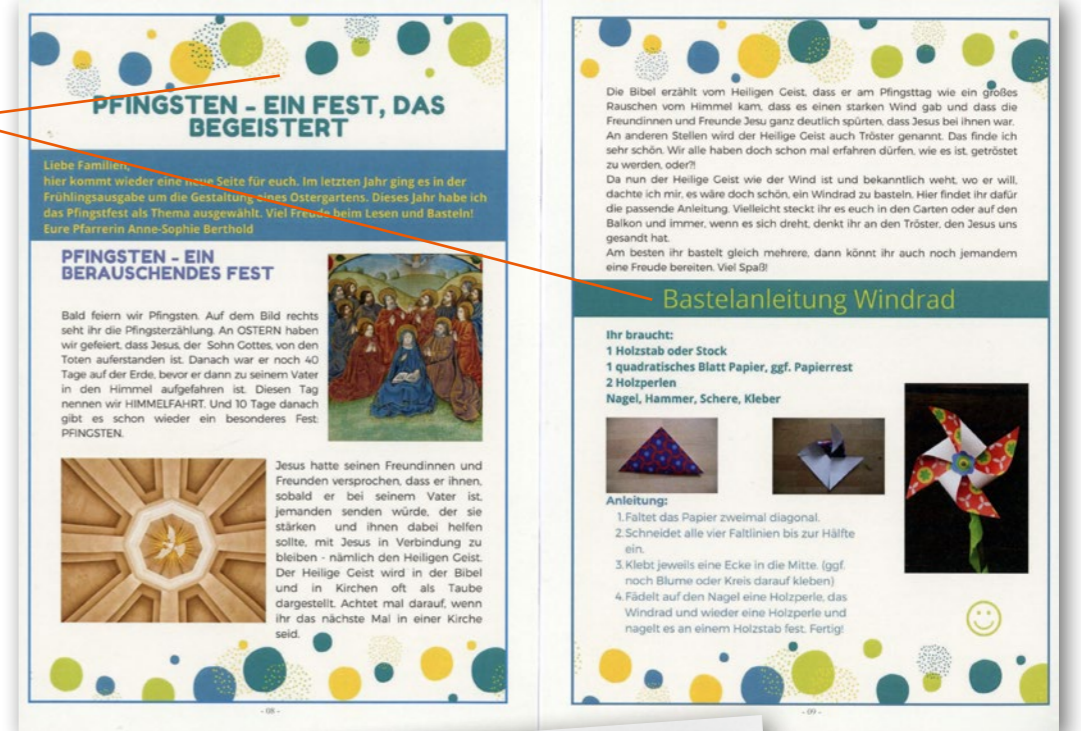 PFINGSTEN – EIN FEST, DAS
BEGEISTERT
Liebe Familien,
hier kommt wieder eine neue Seite für euch. Im letzten Jahr ging es in der
Frühlingsausgabe um die Gestaltung eines Ostergartens. Dieses Jahr habe ich
das Pfingstfest als Thema ausgewählt. Viel Freude beim Lesen und Basteln!
Eure Pfarrerin Anne-Sophie Berthold
PFINGSTEN – EIN
BERAUSCHENDES FEST
Bald feiern wir Pfingsten. Auf dem Bild rechts
seht ihr die Pfingsterzählung. An OSTERN haben
wir gefeiert, dass Jesus, der Sohn Gottes, von den
Toten auferstanden ist. Danach war er noch 40
Tage auf der Erde, bevor er dann zu seinem Vater
in den Himmel aufgefahren ist. Diesen Tag
nennen wir HIMMELFAHRT. Und 10 Tage danach
gibt es schon wieder ein besonderes Fest:
PFINGSTEN.
Jesus hatte seinen Freundinnen und
Freunden versprochen, dass er ihnen,
sobald er bei seinem Vater ist,
jemanden senden würde, der sie
stärken und ihnen dabei helfen
sollte, mit Jesus in Verbindung zu
bleiben - nämlich den Heiligen Geist.
Der Heilige Geist wird in der Bibel
und in Kirchen oft als Taube
dargestellt. Achtet mal darauf, wenn
ihr das nächste Mal in einer Kirche
seid.
- 08 -
Die Bibel erzählt vom Heiligen Geist, dass er am Pfingsttag wie ein großes
Rauschen vom Himmel kam, dass es einen starken Wind gab und dass die
Freundinnen und Freunde Jesu ganz deutlich spürten, dass Jesus bei ihnen war.
An anderen Stellen wird der Heilige Geist auch Tröster genannt. Das finde ich
sehr schön. Wir alle haben doch schon mal erfahren dürfen, wie es ist, getröstet
zu werden, oder?!
Da nun der Heilige Geist wie der Wind ist und bekanntlich weht, wo er will,
dachte ich mir, es wäre doch schön, ein Windrad zu basteln. Hier findet ihr dafür
die passende Anleitung. Vielleicht steckt ihr es euch in den Garten oder auf den
Balkon und immer, wenn es sich dreht, denkt ihr an den Tröster, den Jesus uns
gesandt hat.
Am besten ihr bastelt gleich mehrere, dann könnt ihr auch noch jemandem
eine Freude bereiten. Viel Spaß!
Bastelanleitung Windrad
Ihr braucht:
1 Holzstab oder Stock
1 quadratisches Blatt Papier, ggf. Papierrest
2 Holzperlen
Nagel, Hammer, Schere, Kleber
Anleitung:
1. Faltet das Papier zweimal diagonal.
2. Schneidet alle vier Faltlinien bis zur Hälfte
ein.
3. Klebt jeweils eine Ecke in die Mitte. (ggf.
noch Blume oder Kreis darauf kleben)
4. Fädelt auf den Nagel eine Holzperle, das
Windrad und wieder eine Holzperle und
nagelt es an einem Holzstab fest. Fertig!
- 09 -